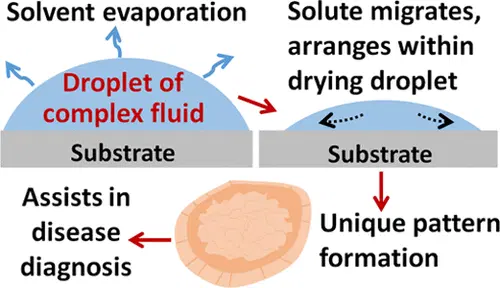 Solvent evaporation
Droplet of
complex fluid
Substrate
Solute migrates,
arranges within
drying droplet
Substrate
Unique pattern
formation
Assists in
disease
diagnosis